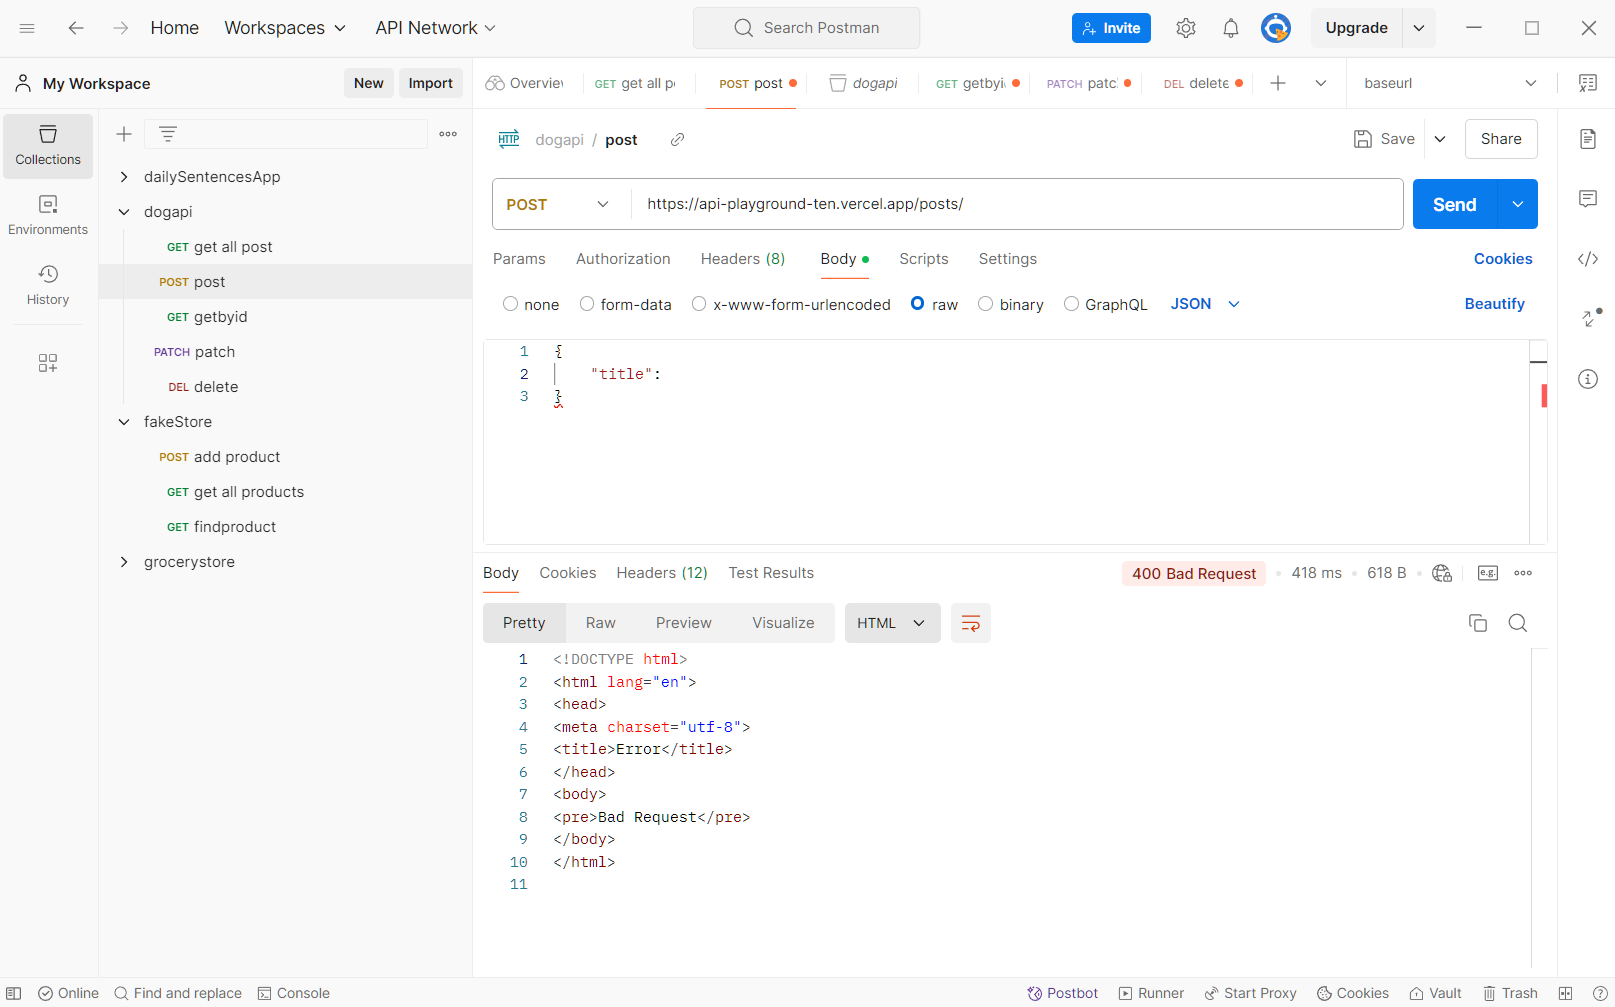 Home
Workspaces
API Network
Search Postman
Invite
Upgrade
My Workspace
New
Import
Overvie
GET get all p
POST post
dogapi
GET getbyi
PATCH patc
DEL delete
baseurl
Collections
Environments
History
dailySentencesApp
dogapi
GET get all post
POST post
GET getbyid
PATCH patch
DEL delete
fakeStore
POST add product
GET get all products
GET findproduct
grocerystore
HTTP dogapi / post
Save
Share
POST
https://api-playground-ten.vercel.app/posts/
Send
Params
Authorization
Headers (8)
Body
Scripts
Settings
Cookies
none
form-data
x-www-form-urlencoded
raw
binary
GraphQL
JSON
Beautify
1 {
2 "title":
3 }
Body
Cookies
Headers (12)
Test Results
400 Bad Request
418 ms
618 B
e.g.
Pretty
Raw
Preview
Visualize
HTML
1 <!DOCTYPE html>
2 <html lang="en">
3 <head>
4 <meta charset="utf-8">
5 <title>Error</title>
6 </head>
7 <body>
8 <pre>Bad Request</pre>
9 </body>
10 </html>
11
Online
Find and replace
Console
Postbot
Runner
Start Proxy
Cookies
Vault
Trash